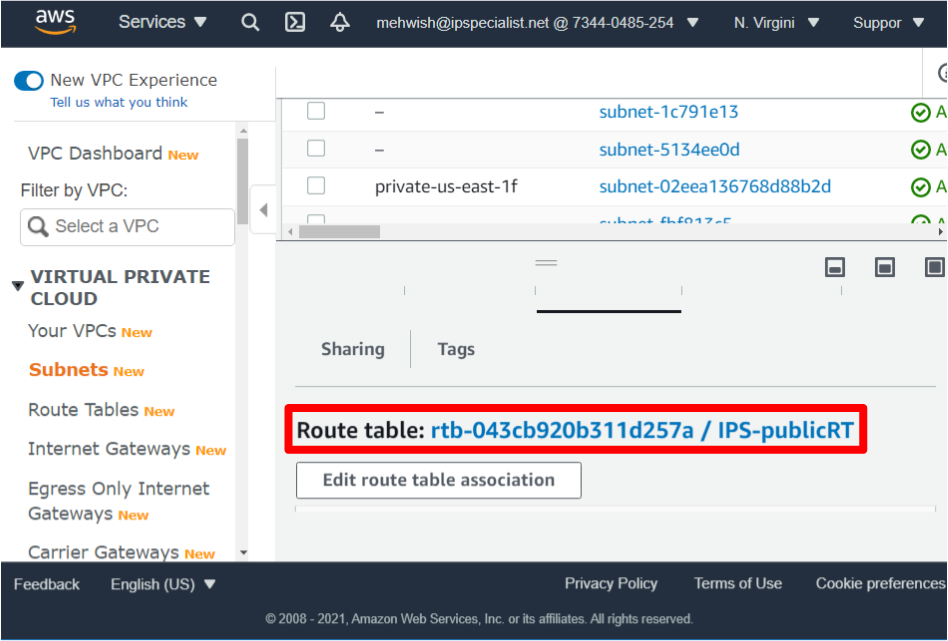 aws Services ▼ mehwish@ipspecialist.net @ 7344-0485-254 ▼ N. Virgini ▼ Suppor ▼
New VPC Experience
Tell us what you think
VPC Dashboard New
Filter by VPC:
Select a VPC
VIRTUAL PRIVATE
CLOUD
Your VPCs New
Subnets New
Route Tables New
Internet Gateways New
Egress Only Internet
Gateways New
Carrier Gateways New
– subnet-1c791e13 A
– subnet-5134ee0d A
private-us-east-1f subnet-02eea136768d88b2d A
Sharing Tags
Route table: rtb-043cb920b311d257a / IPS-publicRT
Edit route table association
Feedback English (US) ▼ Privacy Policy Terms of Use Cookie preferences
© 2008 - 2021, Amazon Web Services, Inc. or its affiliates. All rights reserved.